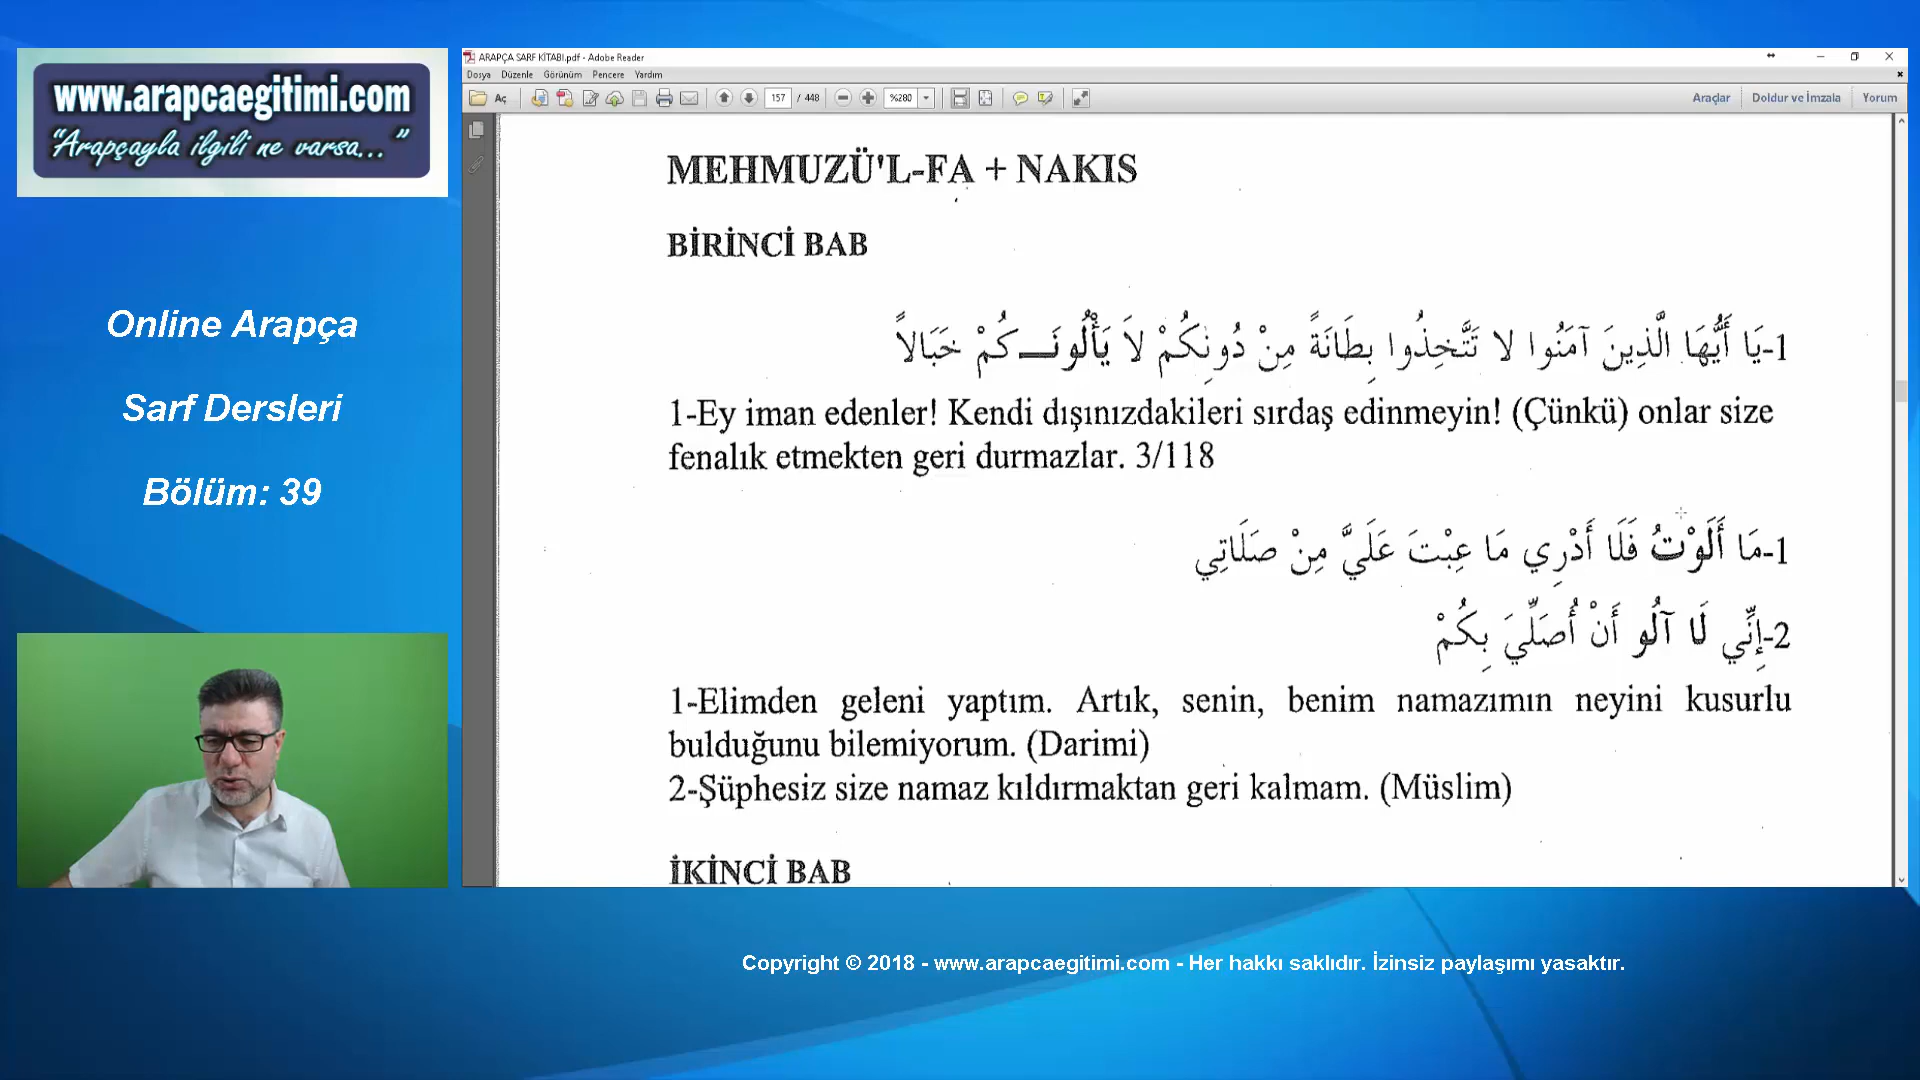 www.arapcaegitimi.com
“Arapçayla ilgili ne varsa...”
Online Arapça
Sarf Dersleri
Bölüm: 39
ARAPÇA SARF KİTABI.pdf - Adobe Reader
Dosya Düzenle Görünüm Pencere Yardım
Aç 157 / 448 %280 Araçlar Doldur ve İmzala Yorum
MEHMUZÜ'L-FA + NAKIS
BİRİNCİ BAB
1-يَا أَيُّهَا الَّذِينَ آمَنُوا لا تَتَّخِذُوا بِطَانَةً مِنْ دُونِكُمْ لاَ يَأْلُونَـــكُمْ خَبَالاً
1-Ey iman edenler! Kendi dışınızdakileri sırdaş edinmeyin! (Çünkü) onlar size
fenalık etmekten geri durmazlar. 3/118
1-مَا أَلَوْتُ فَلَا أَدْرِي مَا عِبْتَ عَلَيَّ مِنْ صَلَاتِي
2-إِنِّي لَا آلُو أَنْ أُصَلِّيَ بِكُمْ
1-Elimden geleni yaptım. Artık, senin, benim namazımın neyini kusurlu
bulduğunu bilemiyorum. (Darimi)
2-Şüphesiz size namaz kıldırmaktan geri kalmam. (Müslim)
İKİNCİ BAB
Copyright © 2018 - www.arapcaegitimi.com - Her hakkı saklıdır. İzinsiz paylaşımı yasaktır.